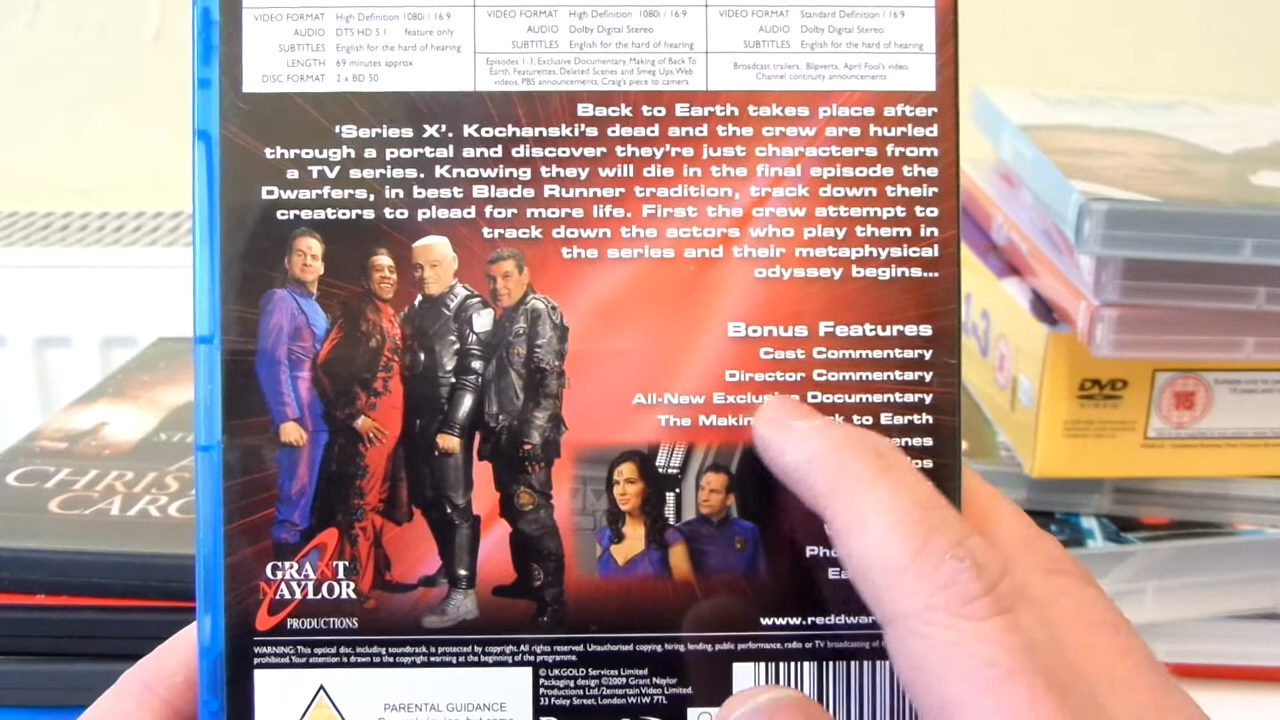 VIDEO FORMAT High Definition 1080i / 16:9
AUDIO DTS HD 5.1 feature only
SUBTITLES English for the hard of hearing
LENGTH 69 minutes approx
DISC FORMAT 2 x BD 50
VIDEO FORMAT High Definition 1080i / 16:9
AUDIO Dolby Digital Stereo
SUBTITLES English for the hard of hearing
Episodes 1-3, Exclusive Documentary, Making of Back To
Earth, Featurettes, Deleted Scenes and Smeg Ups, Web
videos, PBS announcements, Craig's piece to camera
VIDEO FORMAT Standard Definition / 16:9
AUDIO Dolby Digital Stereo
SUBTITLES English for the hard of hearing
Broadcast trailers, Blipverts, April Fool's video,
Channel continuity announcements
Back to Earth takes place after
'Series X'. Kochanski's dead and the crew are hurled
through a portal and discover they're just characters from
a TV series. Knowing they will die in the final episode the
Dwarfers, in best Blade Runner tradition, track down their
creators to plead for more life. First the crew attempt to
track down the actors who play them in
the series and their metaphysical
odyssey begins...
Bonus Features
Cast Commentary
Director Commentary
All-New Exclusive Documentary
The Making to Earth
GRANT
NAYLOR
PRODUCTIONS
www.reddwar
WARNING: This optical disc, including soundtrack, is protected by copyright. All rights reserved. Unauthorised copying, hiring, lending, public performance, radio or TV broadcasting of
prohibited. Your attention is drawn to the copyright warning at the beginning of the programme.
© UKGOLD Services Limited
Packaging design ©2009 Grant Naylor
Productions Ltd./2entertain Video Limited.
33 Foley Street, London W1W 7TL
PARENTAL GUIDANCE
CHRIS
CARO
1-3
DVD
VIDEO
15